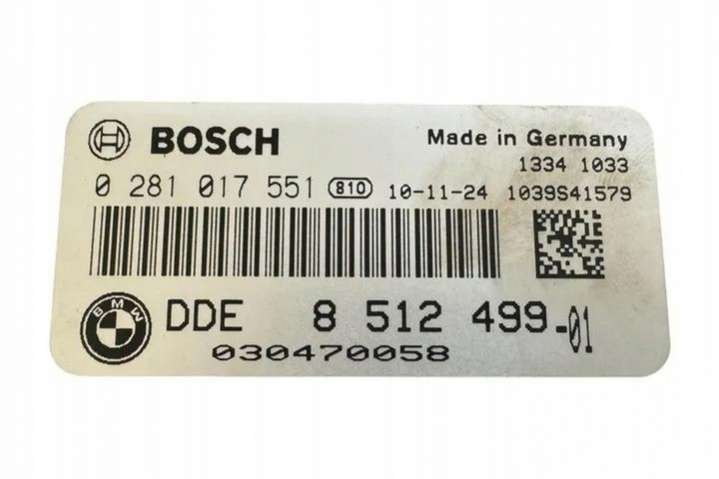 BOSCH Made in Germany
1334 1033
0 281 017 551 810 10-11-24 1039S41579
BMW DDE 8 512 499-01
030470058